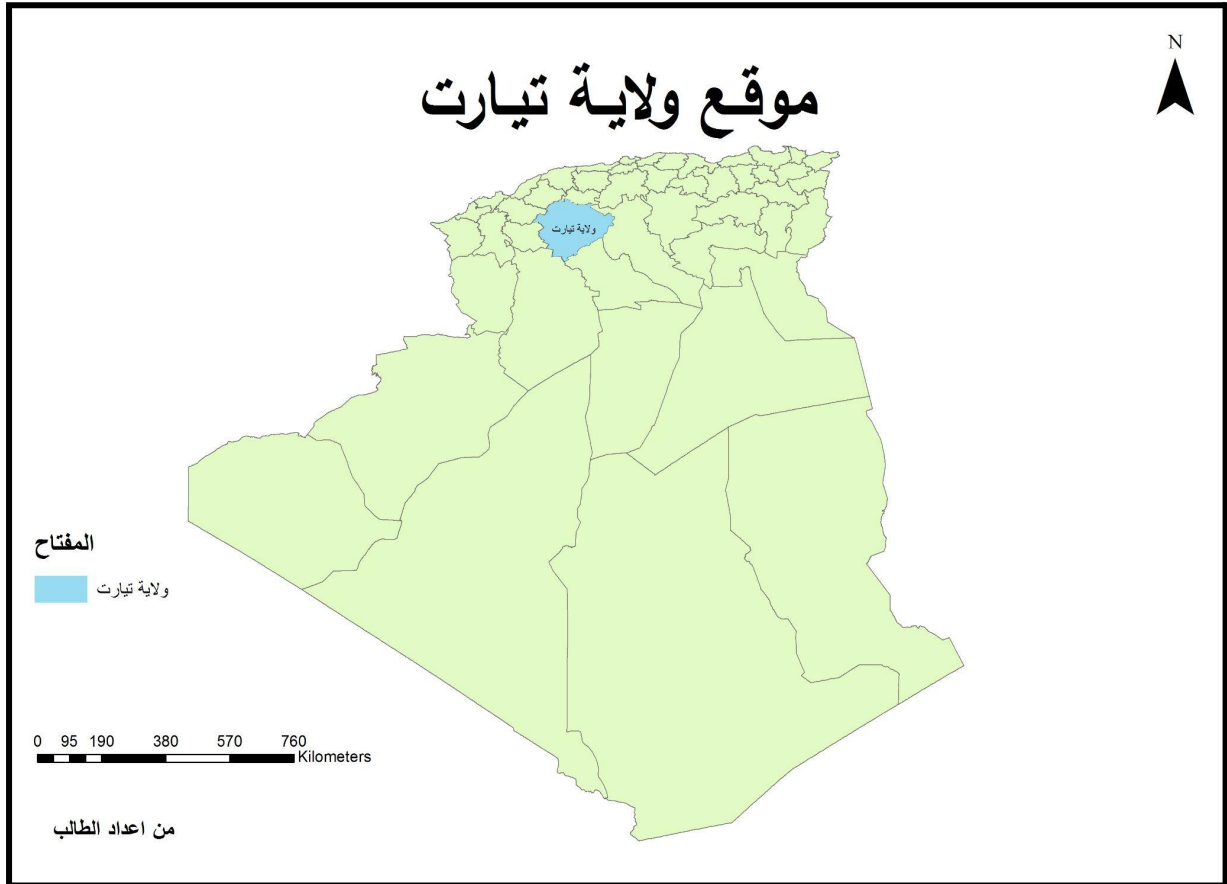 N
موقع ولاية تيارت
ولاية تيارت
المفتاح
ولاية تيارت
0 95 190 380 570 760
Kilometers
من اعداد الطالب